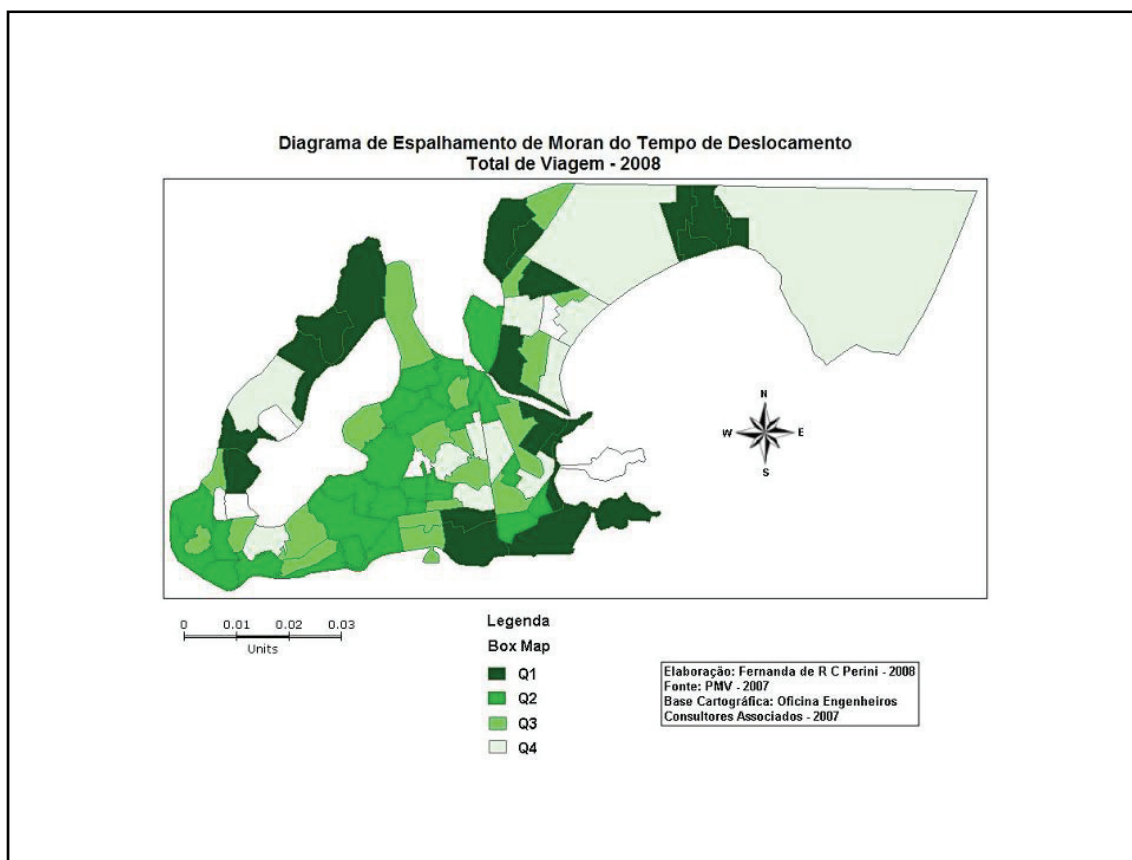 Diagrama de Espalhamento de Moran do Tempo de Deslocamento
Total de Viagem - 2008
N
W
E
S
0 0.01 0.02 0.03
Units
Legenda
Box Map
Q1
Q2
Q3
Q4
Elaboração: Fernanda de R C Perini - 2008
Fonte: PMV - 2007
Base Cartográfica: Oficina Engenheiros
Consultores Associados - 2007